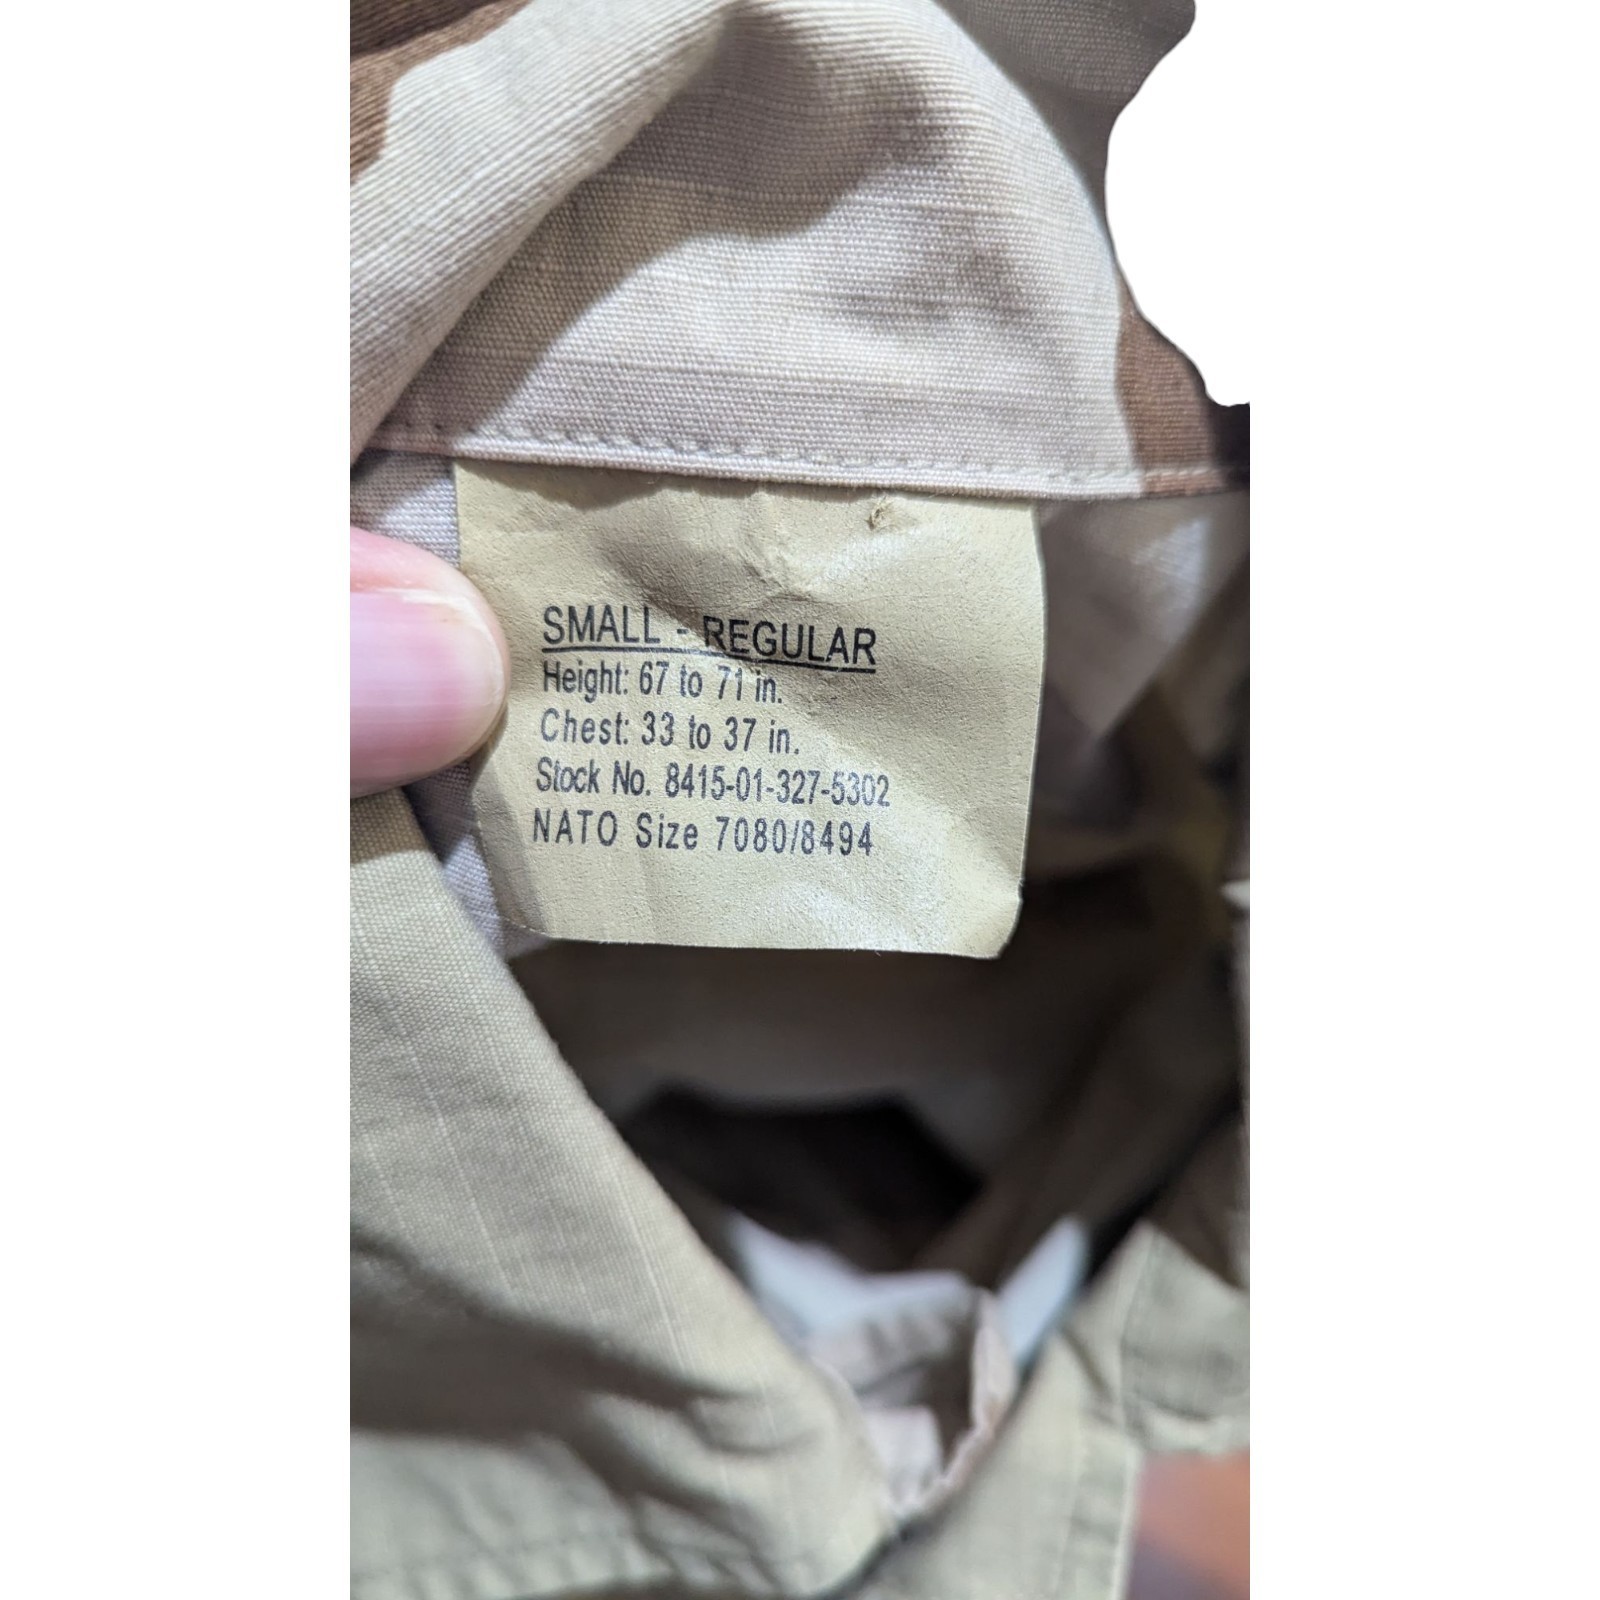 SMALL - REGULAR
Height: 67 to 71 in.
Chest: 33 to 37 in.
Stock No. 8415-01-327-5302
NATO Size 7080/8494